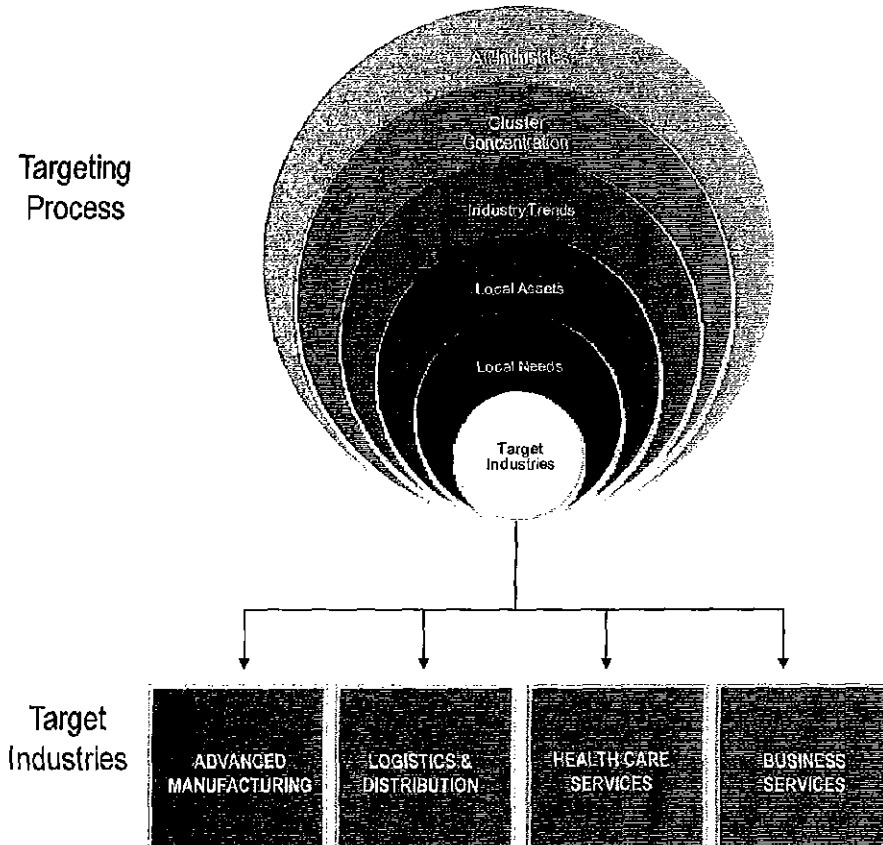 All Industries
Cluster
Concentration
Targeting
Process
Industry Trends
Local Assets
Local Needs
Target
Industries
Target
Industries
ADVANCED
MANUFACTURING
LOGISTICS &
DISTRIBUTION
HEALTH CARE
SERVICES
BUSINESS
SERVICES